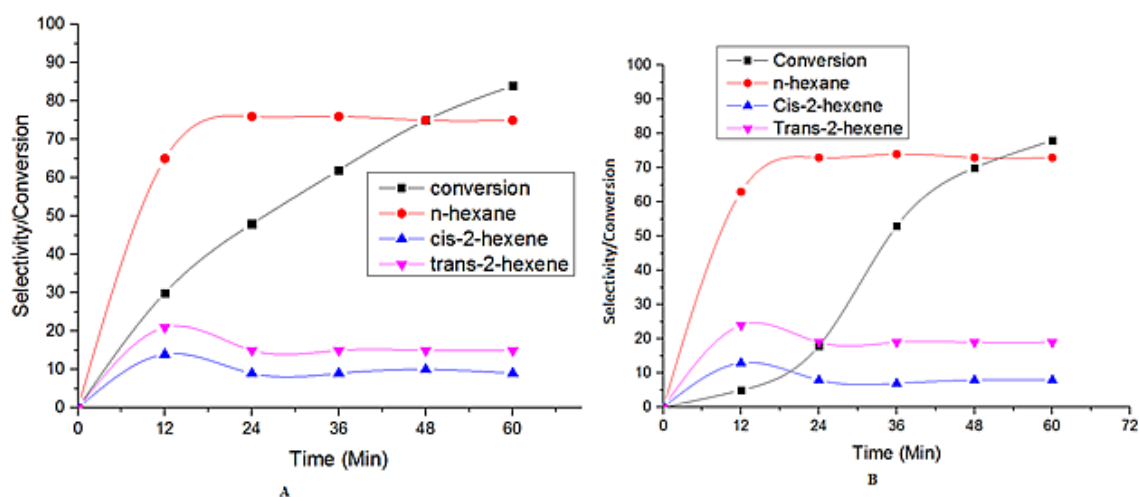 100
90
80
70
60
50
40
30
20
10
0
Selectivity/Conversion
conversion
n-hexane
cis-2-hexene
trans-2-hexene
0 12 24 36 48 60
Time (Min)
A
Conversion
n-hexane
Cis-2-hexene
Trans-2-hexene
100
90
80
70
60
50
40
30
20
10
0
Selectivity/Conversion
0 12 24 36 48 60 72
Time (Min)
B